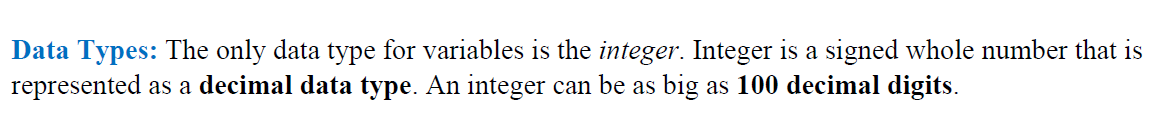 Data Types: The only data type for variables is the integer. Integer is a signed whole number that is
represented as a decimal data type. An integer can be as big as 100 decimal digits.